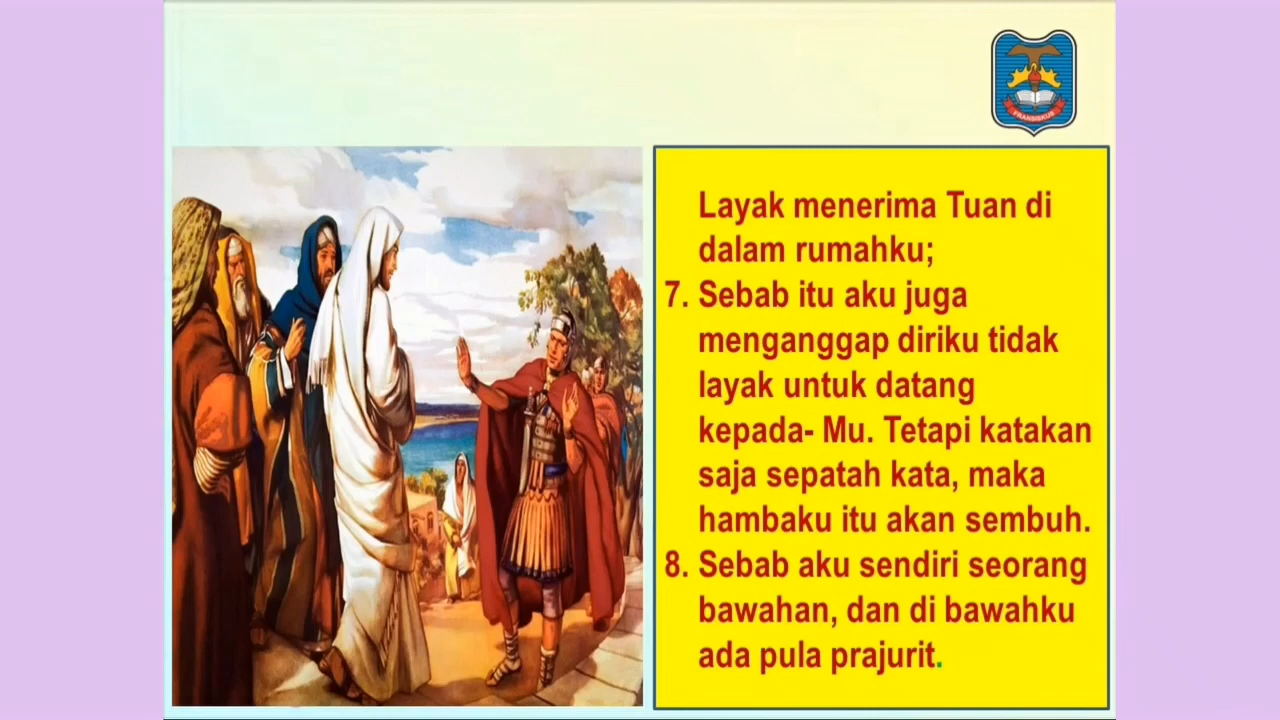 FRANSISKUS
Layak menerima Tuan di
dalam rumahku;
7. Sebab itu aku juga
menganggap diriku tidak
layak untuk datang
kepada- Mu. Tetapi katakan
saja sepatah kata, maka
hambaku itu akan sembuh.
8. Sebab aku sendiri seorang
bawahan, dan di bawahku
ada pula prajurit.